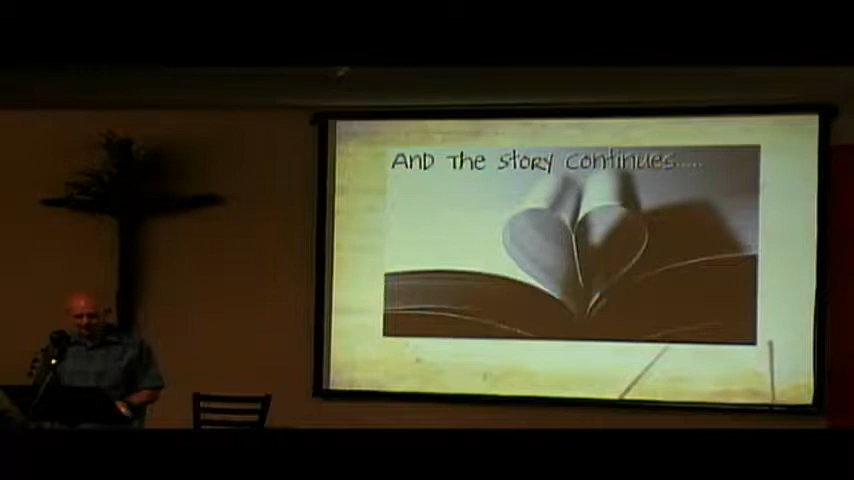 AND THE STORY CONTINUES.....